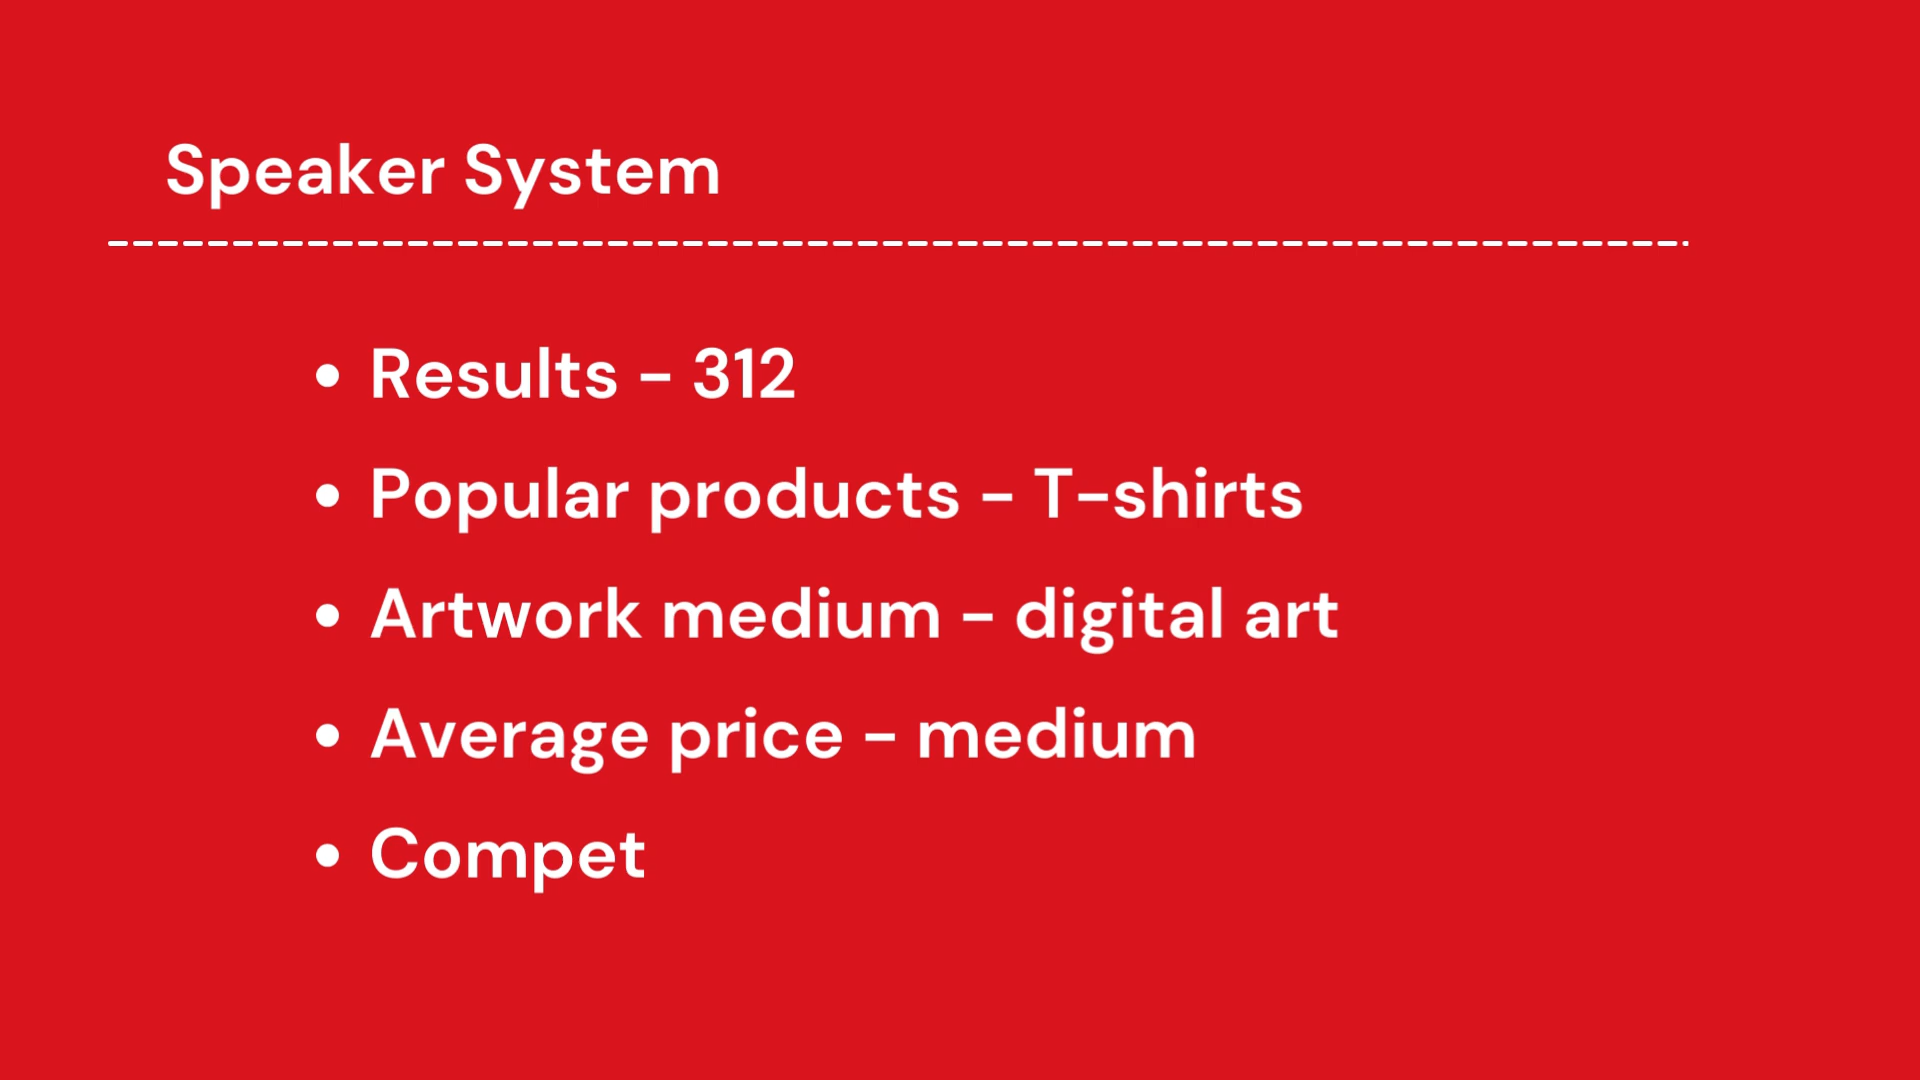 Speaker System
• Results - 312
• Popular products - T-shirts
• Artwork medium - digital art
• Average price - medium
• Compet